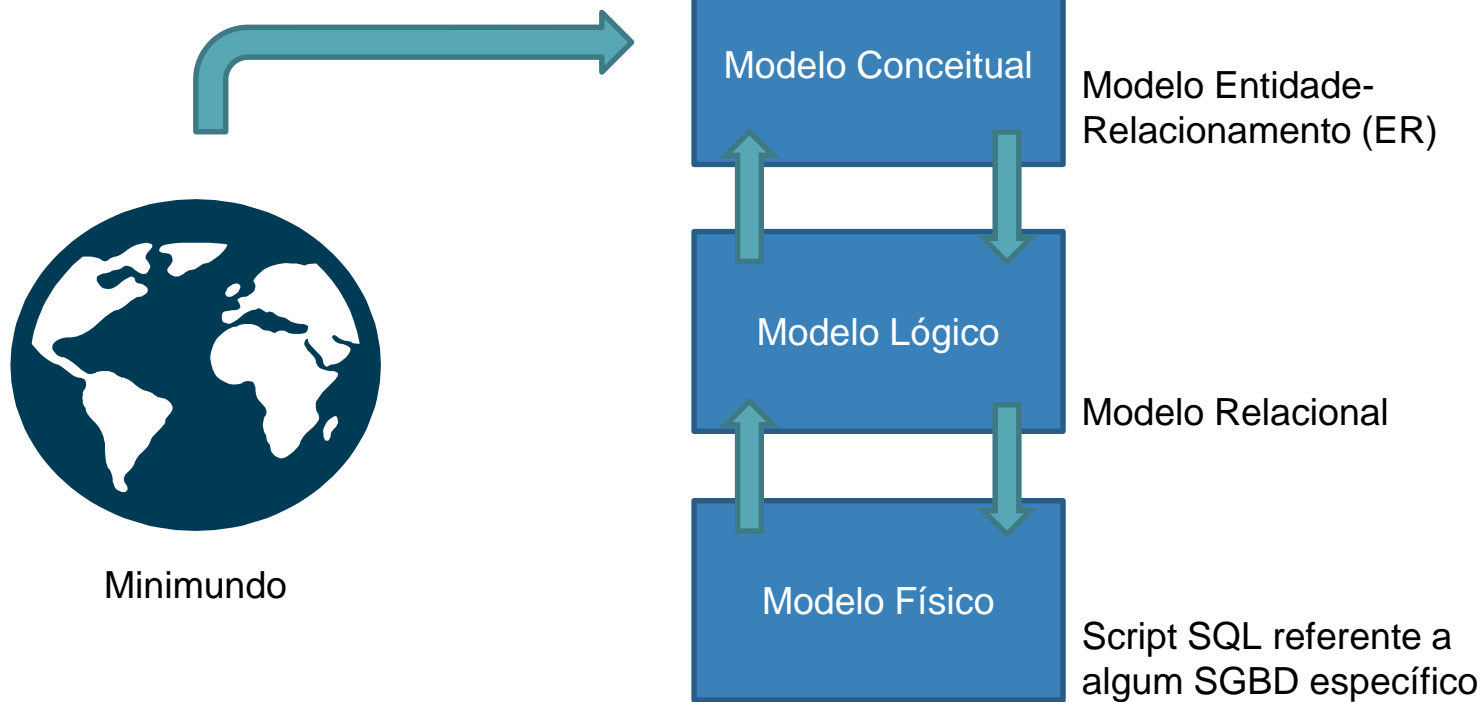 Modelo Conceitual
Modelo Entidade-
Relacionamento (ER)
Modelo Lógico
Modelo Relacional
Minimundo
Modelo Físico
Script SQL referente a
algum SGBD específico